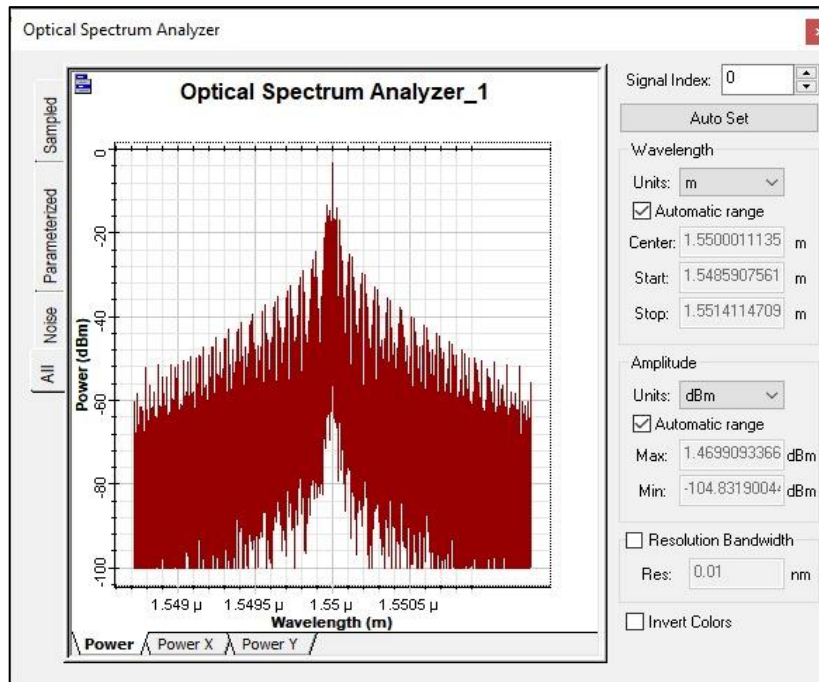 Optical Spectrum Analyzer
Optical Spectrum Analyzer_1
Sampled
Parameterized
Noise
All
Power (dBm)
0
-20
-40
-60
-80
-100
1.549 µ 1.5495 µ 1.55 µ 1.5505 µ
Wavelength (m)
Power Power X Power Y
Signal Index: 0
Auto Set
Wavelength
Units: m
Automatic range
Center: 1.5500011135 m
Start: 1.5485907561 m
Stop: 1.5514114709 m
Amplitude
Units: dBm
Automatic range
Max: 1.4699093366 dBm
Min: -104.8319004 dBm
Resolution Bandwidth
Res: 0.01 nm
Invert Colors